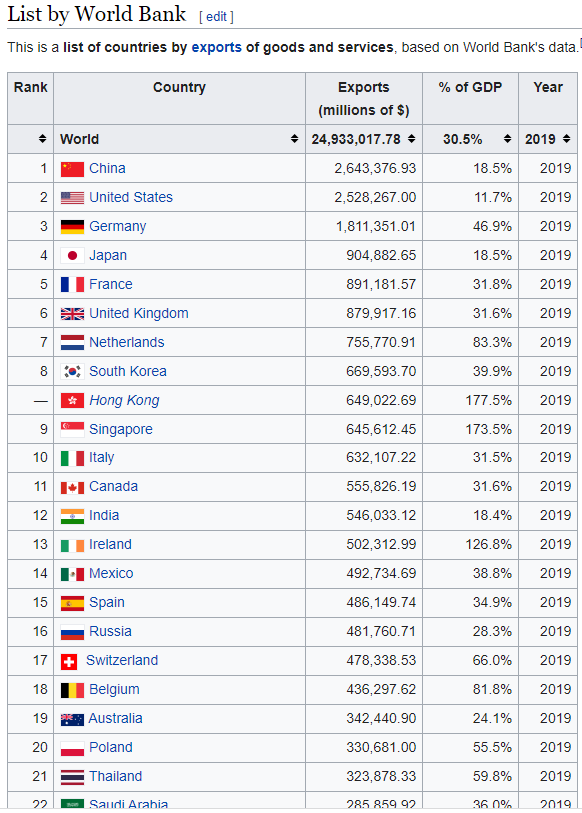 List by World Bank [ edit ]
This is a list of countries by exports of goods and services, based on World Bank's data.[
Rank Country Exports (millions of $) % of GDP Year
World 24,933,017.78 30.5% 2019
1 China 2,643,376.93 18.5% 2019
2 United States 2,528,267.00 11.7% 2019
3 Germany 1,811,351.01 46.9% 2019
4 Japan 904,882.65 18.5% 2019
5 France 891,181.57 31.8% 2019
6 United Kingdom 879,917.16 31.6% 2019
7 Netherlands 755,770.91 83.3% 2019
8 South Korea 669,593.70 39.9% 2019
— Hong Kong 649,022.69 177.5% 2019
9 Singapore 645,612.45 173.5% 2019
10 Italy 632,107.22 31.5% 2019
11 Canada 555,826.19 31.6% 2019
12 India 546,033.12 18.4% 2019
13 Ireland 502,312.99 126.8% 2019
14 Mexico 492,734.69 38.8% 2019
15 Spain 486,149.74 34.9% 2019
16 Russia 481,760.71 28.3% 2019
17 Switzerland 478,338.53 66.0% 2019
18 Belgium 436,297.62 81.8% 2019
19 Australia 342,440.90 24.1% 2019
20 Poland 330,681.00 55.5% 2019
21 Thailand 323,878.33 59.8% 2019
22 Saudi Arabia 285,859.92 36.0% 2019